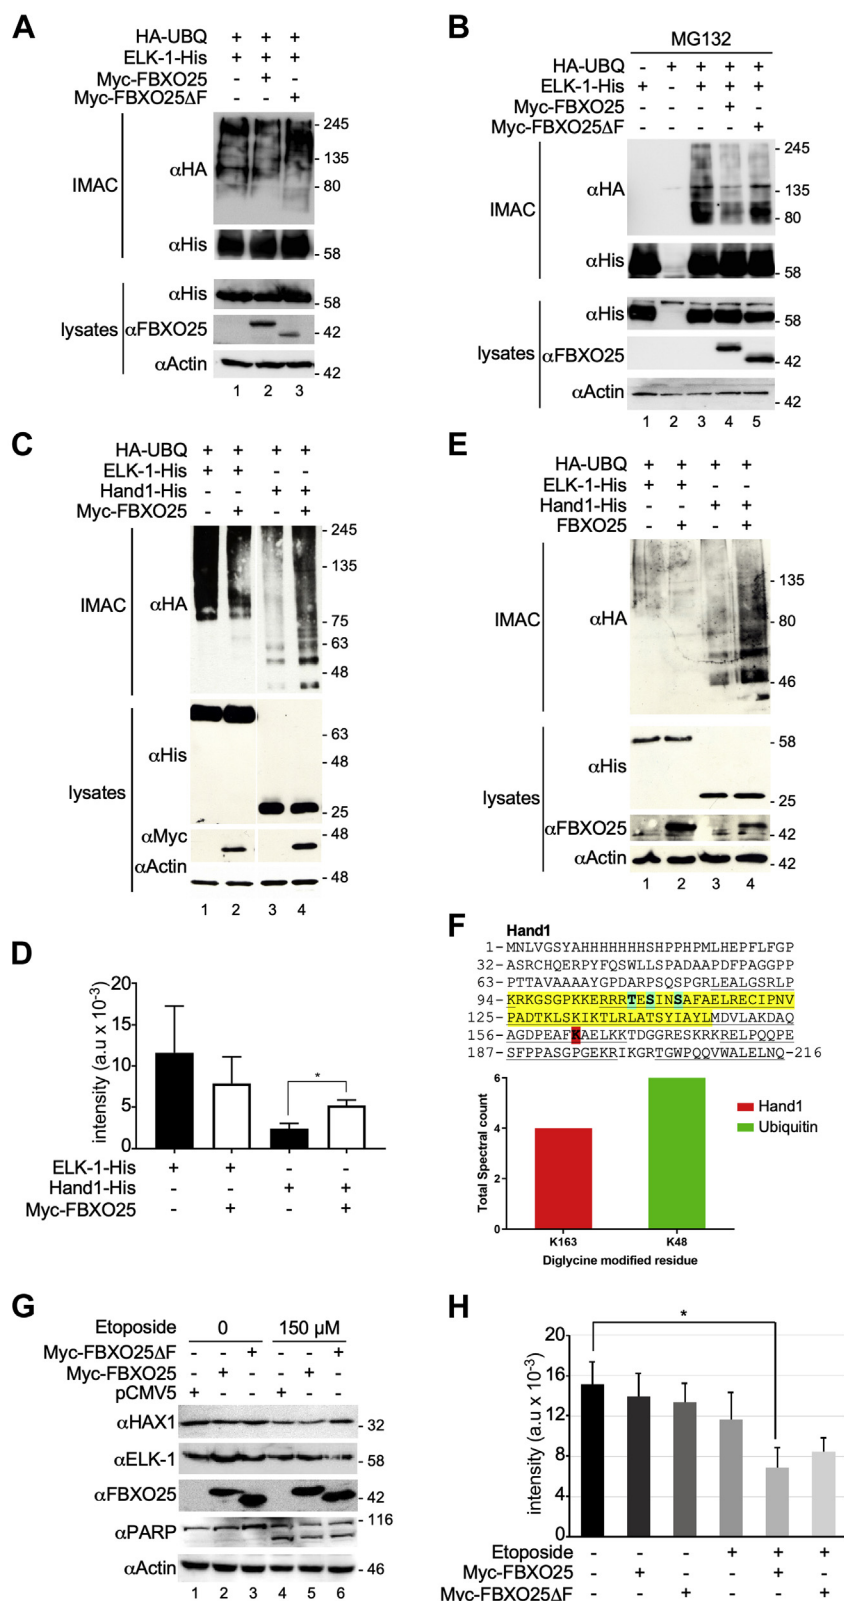 A
HA-UBQ + + +
ELK-1-His + + +
Myc-FBXO25 - + -
Myc-FBXO25ΔF - - +
IMAC
αHA
- 245
- 135
- 80
αHis
- 58
lysates
αHis
- 58
αFBXO25
- 42
αActin
- 42
1 2 3
B
MG132
HA-UBQ - + + + +
ELK-1-His + - + + +
Myc-FBXO25 - - - + -
Myc-FBXO25ΔF - - - - +
IMAC
αHA
- 245
- 135
- 80
αHis
- 58
lysates
αHis
- 58
αFBXO25
- 42
αActin
- 42
1 2 3 4 5
C
HA-UBQ + + + +
ELK-1-His + + - -
Hand1-His - - + +
Myc-FBXO25 - + - +
IMAC
αHA
- 245
- 135
- 75
- 63
- 48
lysates
αHis
- 63
- 48
- 25
αMyc
- 48
αActin
- 48
1 2 3 4
E
HA-UBQ + + + +
ELK-1-His + + - -
Hand1-His - - + +
FBXO25 - + - +
IMAC
αHA
- 135
- 80
- 46
lysates
αHis
- 58
- 25
αFBXO25
- 42
αActin
- 42
1 2 3 4
D
intensity (a.u x 10-3)
20
15
10
5
0
*
ELK-1-His + + - -
Hand1-His - - + +
Myc-FBXO25 - + - +
F
Hand1
1-MNLVGSYAHHHHHHHSHPPHPMLHEPFLFGP
32-ASRCHQERPYFQSWLLSPADAAPDFPAGGPP
63-PTTAVAAAAYGPDARPSQSPGRLEALGSRLP
94-KRKGSGPKKERRRTESINSAFAELRECIPNV
125-PADTKLSKIKTLRLATSYIAYLMDVLAKDAQ
156-AGDPEAFKAELKKTDGGRESKRKRELPQQPE
187-SFPPASGPGEKRIKGRTGWPQQVWALELNQ-216
Total Spectral count
6
4
2
0
K163 K48
Diglycine modified residue
Hand1
Ubiquitin
G
Etoposide 0 150 μM
Myc-FBXO25ΔF - - + - - +
Myc-FBXO25 - + - - + -
pCMV5 + - - + - -
αHAX1
- 32
αELK-1
- 58
αFBXO25
- 42
αPARP
- 116
αActin
- 46
1 2 3 4 5 6
H
intensity (a.u x 10-3)
20
16
12
8
4
0
*
Etoposide - - - + + +
Myc-FBXO25 - + - - + -
Myc-FBXO25ΔF - - + - - +